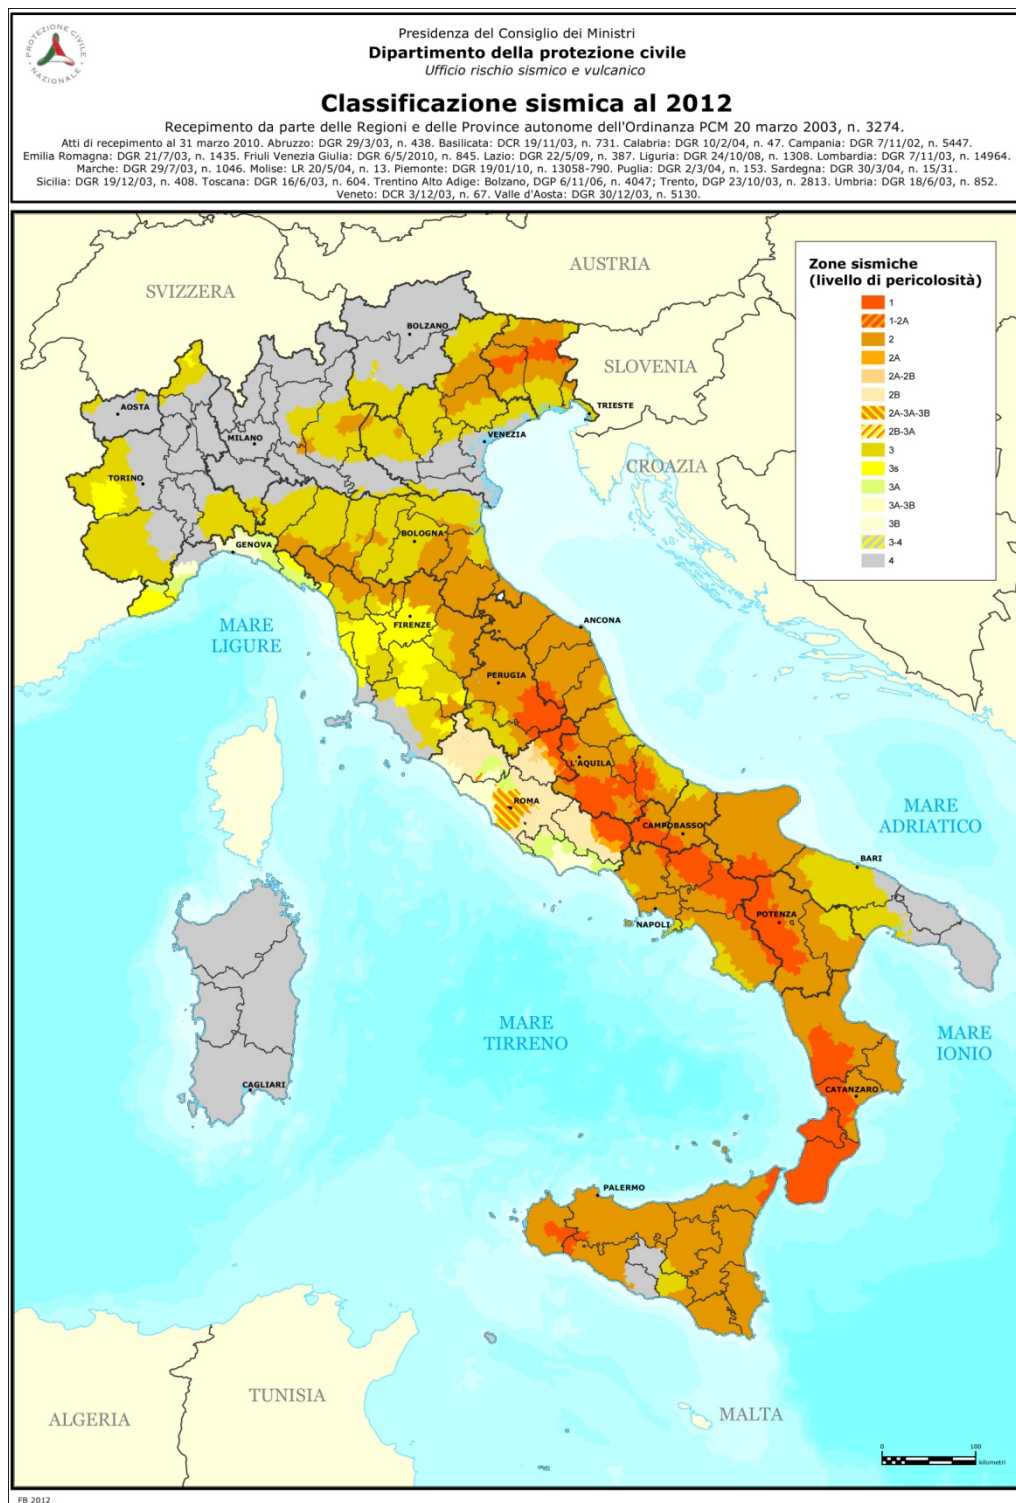 PROTEZIONE CIVILE
NAZIONALE
Presidenza del Consiglio dei Ministri
Dipartimento della protezione civile
Ufficio rischio sismico e vulcanico
Classificazione sismica al 2012
Recepimento da parte delle Regioni e delle Province autonome dell'Ordinanza PCM 20 marzo 2003, n. 3274.
Atti di recepimento al 31 marzo 2010. Abruzzo: DGR 29/3/03, n. 438. Basilicata: DCR 19/11/03, n. 731. Calabria: DGR 10/2/04, n. 47. Campania: DGR 7/11/02, n. 5447.
Emilia Romagna: DGR 21/7/03, n. 1435. Friuli Venezia Giulia: DGR 6/5/2010, n. 845. Lazio: DGR 22/5/09, n. 387. Liguria: DGR 24/10/08, n. 1308. Lombardia: DGR 7/11/03, n. 14964.
Marche: DGR 29/7/03, n. 1046. Molise: LR 20/5/04, n. 13. Piemonte: DGR 19/01/10, n. 13058-790. Puglia: DGR 2/3/04, n. 153. Sardegna: DGR 30/3/04, n. 15/31.
Sicilia: DGR 19/12/03, n. 408. Toscana: DGR 16/6/03, n. 604. Trentino Alto Adige: Bolzano, DGP 6/11/06, n. 4047; Trento, DGP 23/10/03, n. 2813. Umbria: DGR 18/6/03, n. 852.
Veneto: DCR 3/12/03, n. 67. Valle d'Aosta: DGR 30/12/03, n. 5130.
Zone sismiche
(livello di pericolosità)
1
1-2A
2
2A
2A-2B
2B
2A-3A-3B
2B-3A
3
3s
3A
3A-3B
3B
3-4
4
AUSTRIA
SVIZZERA
BOLZANO
SLOVENIA
AOSTA
TRIESTE
MILANO
VENEZIA
CROAZIA
TORINO
BOLOGNA
GENOVA
MARE
LIGURE
FIRENZE
ANCONA
PERUGIA
L'AQUILA
ROMA
MARE
ADRIATICO
CAMPOBASSO
BARI
NAPOLI
POTENZA
MARE
TIRRENO
MARE
IONIO
CAGLIARI
CATANZARO
PALERMO
TUNISIA
ALGERIA
MALTA
0 100
kilometri
FB 2012